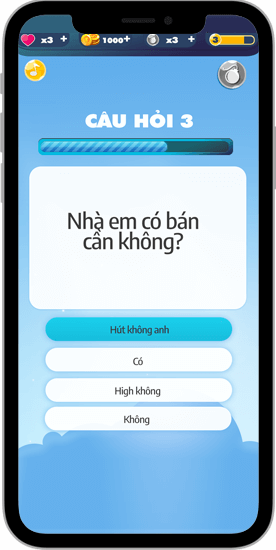 x3 +
1000+
x3 +
3
CÂU HỎI 3
Nhà em có bán
cần không?
Hút không anh
Có
High không
Không